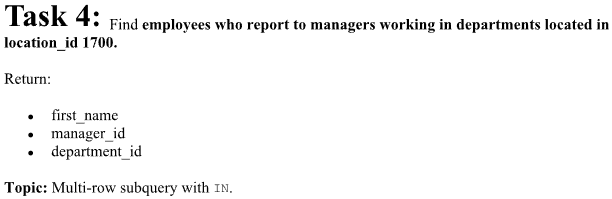 Task 4: Find employees who report to managers working in departments located in
location_id 1700.
Return:
• first_name
• manager_id
• department_id
Topic: Multi-row subquery with IN.